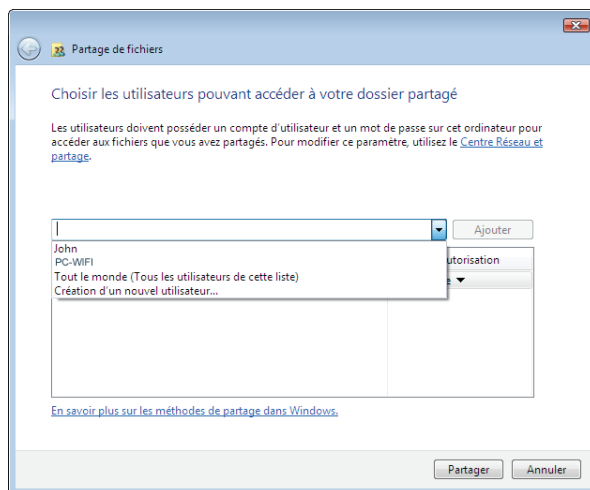 Partage de fichiers
Choisir les utilisateurs pouvant accéder à votre dossier partagé
Les utilisateurs doivent posséder un compte d'utilisateur et un mot de passe sur cet ordinateur pour
accéder aux fichiers que vous avez partagés. Pour modifier ce paramètre, utilisez le Centre Réseau et
partage.
Ajouter
John
PC-WIFI
utorisation
Tout le monde (Tous les utilisateurs de cette liste)
Création d'un nouvel utilisateur...
En savoir plus sur les méthodes de partage dans Windows.
Partager Annuler